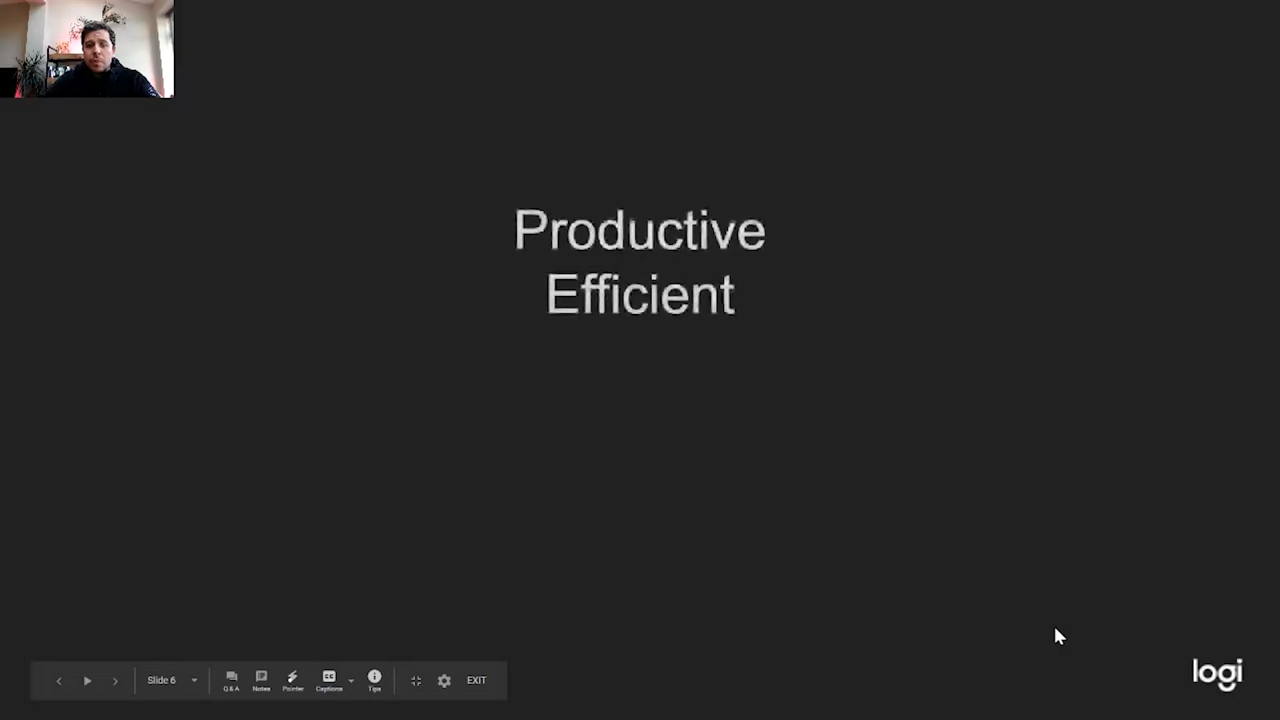 Productive
Efficient
Slide 6
Q&A
Notes
Pointer
Captions
Tips
EXIT
logi